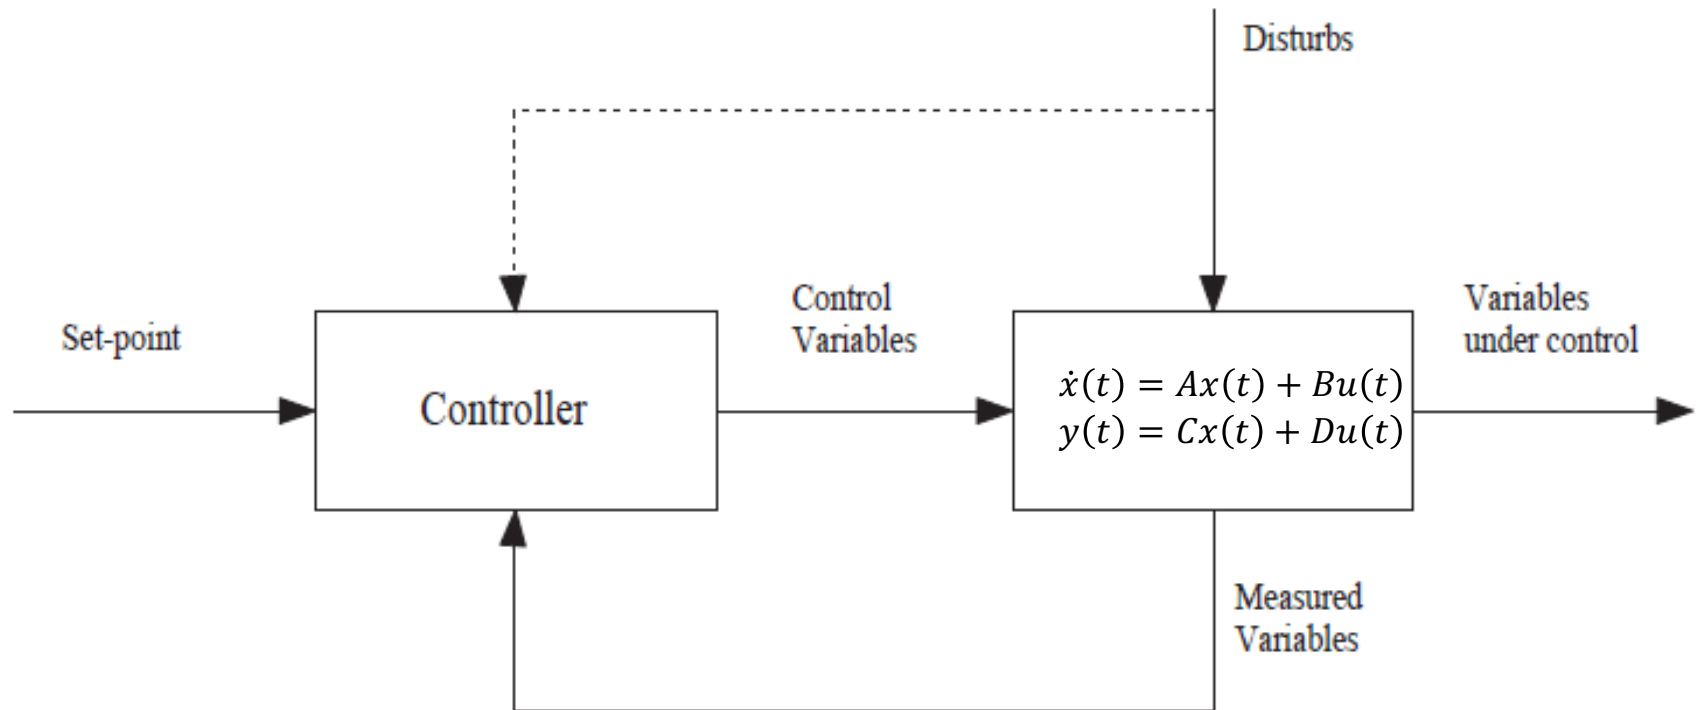 Disturbs
Set-point
Control
Variables
Variables
under control
Controller
ẋ(t) = Ax(t) + Bu(t)
y(t) = Cx(t) + Du(t)
Measured
Variables